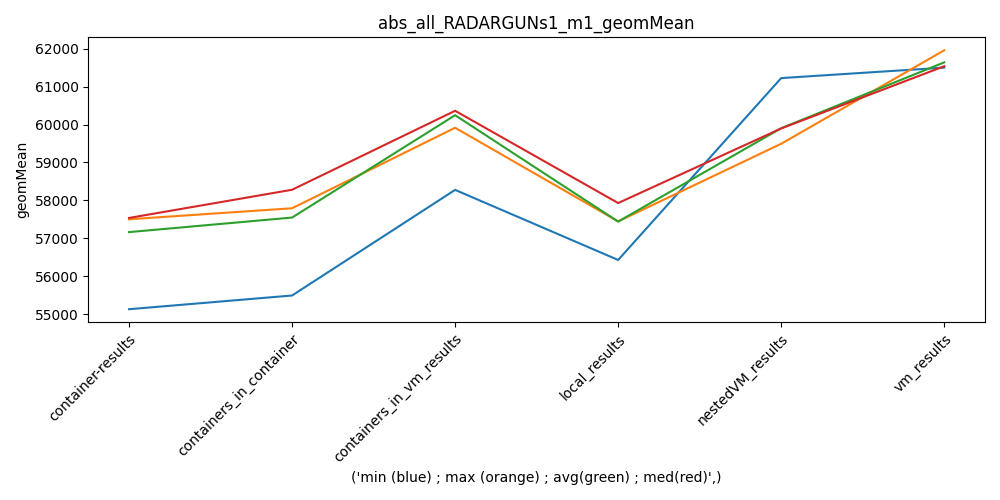 abs_all_RADARGUNs1_m1_geomMean
geomMean
62000
61000
60000
59000
58000
57000
56000
55000
container-results
containers_in_container
containers_in_vm_results
local_results
nestedVM_results
vm_results
('min (blue) ; max (orange) ; avg(green) ; med(red)',)